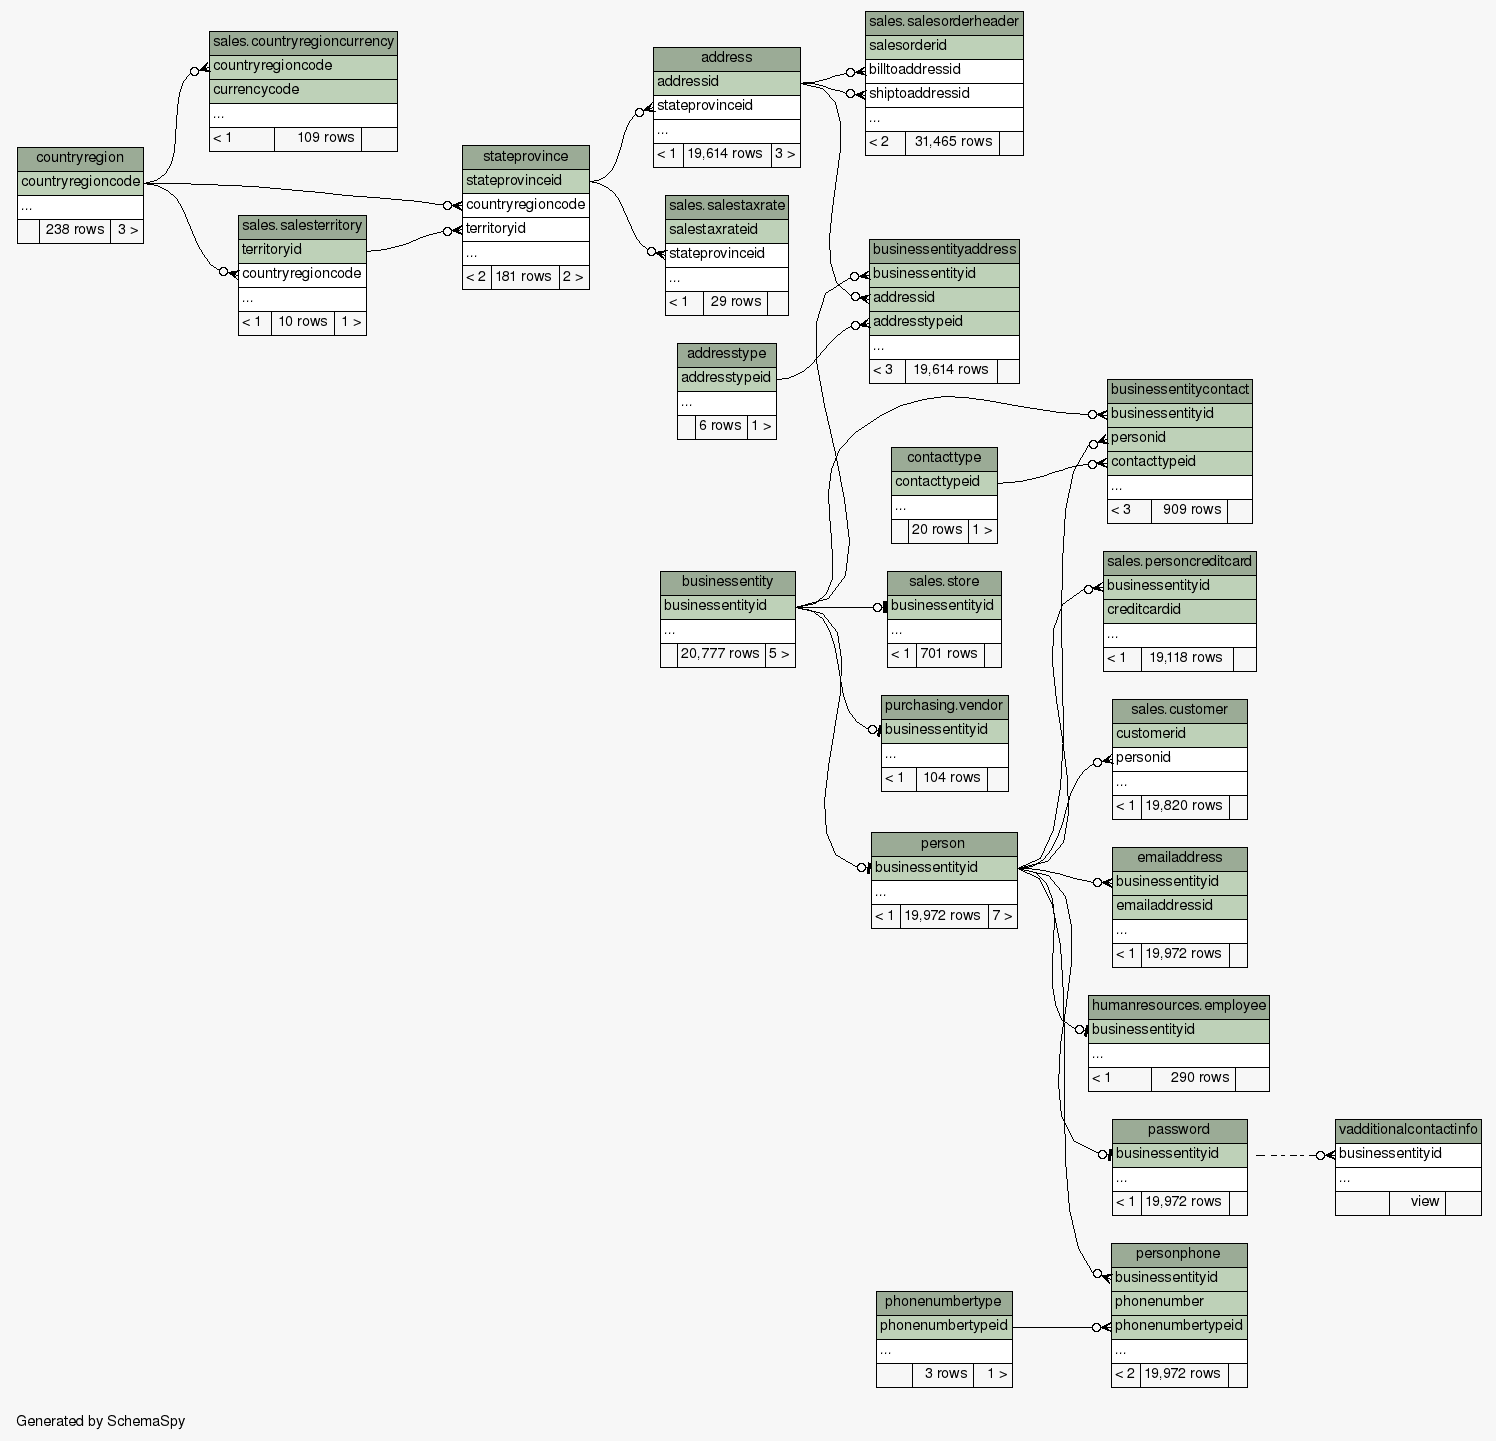 sales.countryregioncurrency
countryregioncode
currencycode
...
< 1 109 rows
countryregion
countryregioncode
...
238 rows 3 >
sales.salesterritory
territoryid
countryregioncode
...
< 1 10 rows 1 >
stateprovince
stateprovinceid
countryregioncode
territoryid
...
< 2 181 rows 2 >
address
addressid
stateprovinceid
...
< 1 19,614 rows 3 >
sales.salestaxrate
salestaxrateid
stateprovinceid
...
< 1 29 rows
addresstype
addresstypeid
...
6 rows 1 >
sales.salesorderheader
salesorderid
billtoaddressid
shiptoaddressid
...
< 2 31,465 rows
businessentityaddress
businessentityid
addressid
addresstypeid
...
< 3 19,614 rows
contacttype
contacttypeid
...
20 rows 1 >
businessentitycontact
businessentityid
personid
contacttypeid
...
< 3 909 rows
businessentity
businessentityid
...
20,777 rows 5 >
sales.store
businessentityid
...
< 1 701 rows
purchasing.vendor
businessentityid
...
< 1 104 rows
person
businessentityid
...
< 1 19,972 rows 7 >
sales.personcreditcard
businessentityid
creditcardid
...
< 1 19,118 rows
sales.customer
customerid
personid
...
< 1 19,820 rows
emailaddress
businessentityid
emailaddressid
...
< 1 19,972 rows
humanresources.employee
businessentityid
...
< 1 290 rows
password
businessentityid
...
< 1 19,972 rows
vadditionalcontactinfo
businessentityid
...
view
personphone
businessentityid
phonenumber
phonenumbertypeid
...
< 2 19,972 rows
phonenumbertype
phonenumbertypeid
...
3 rows 1 >
Generated by SchemaSpy